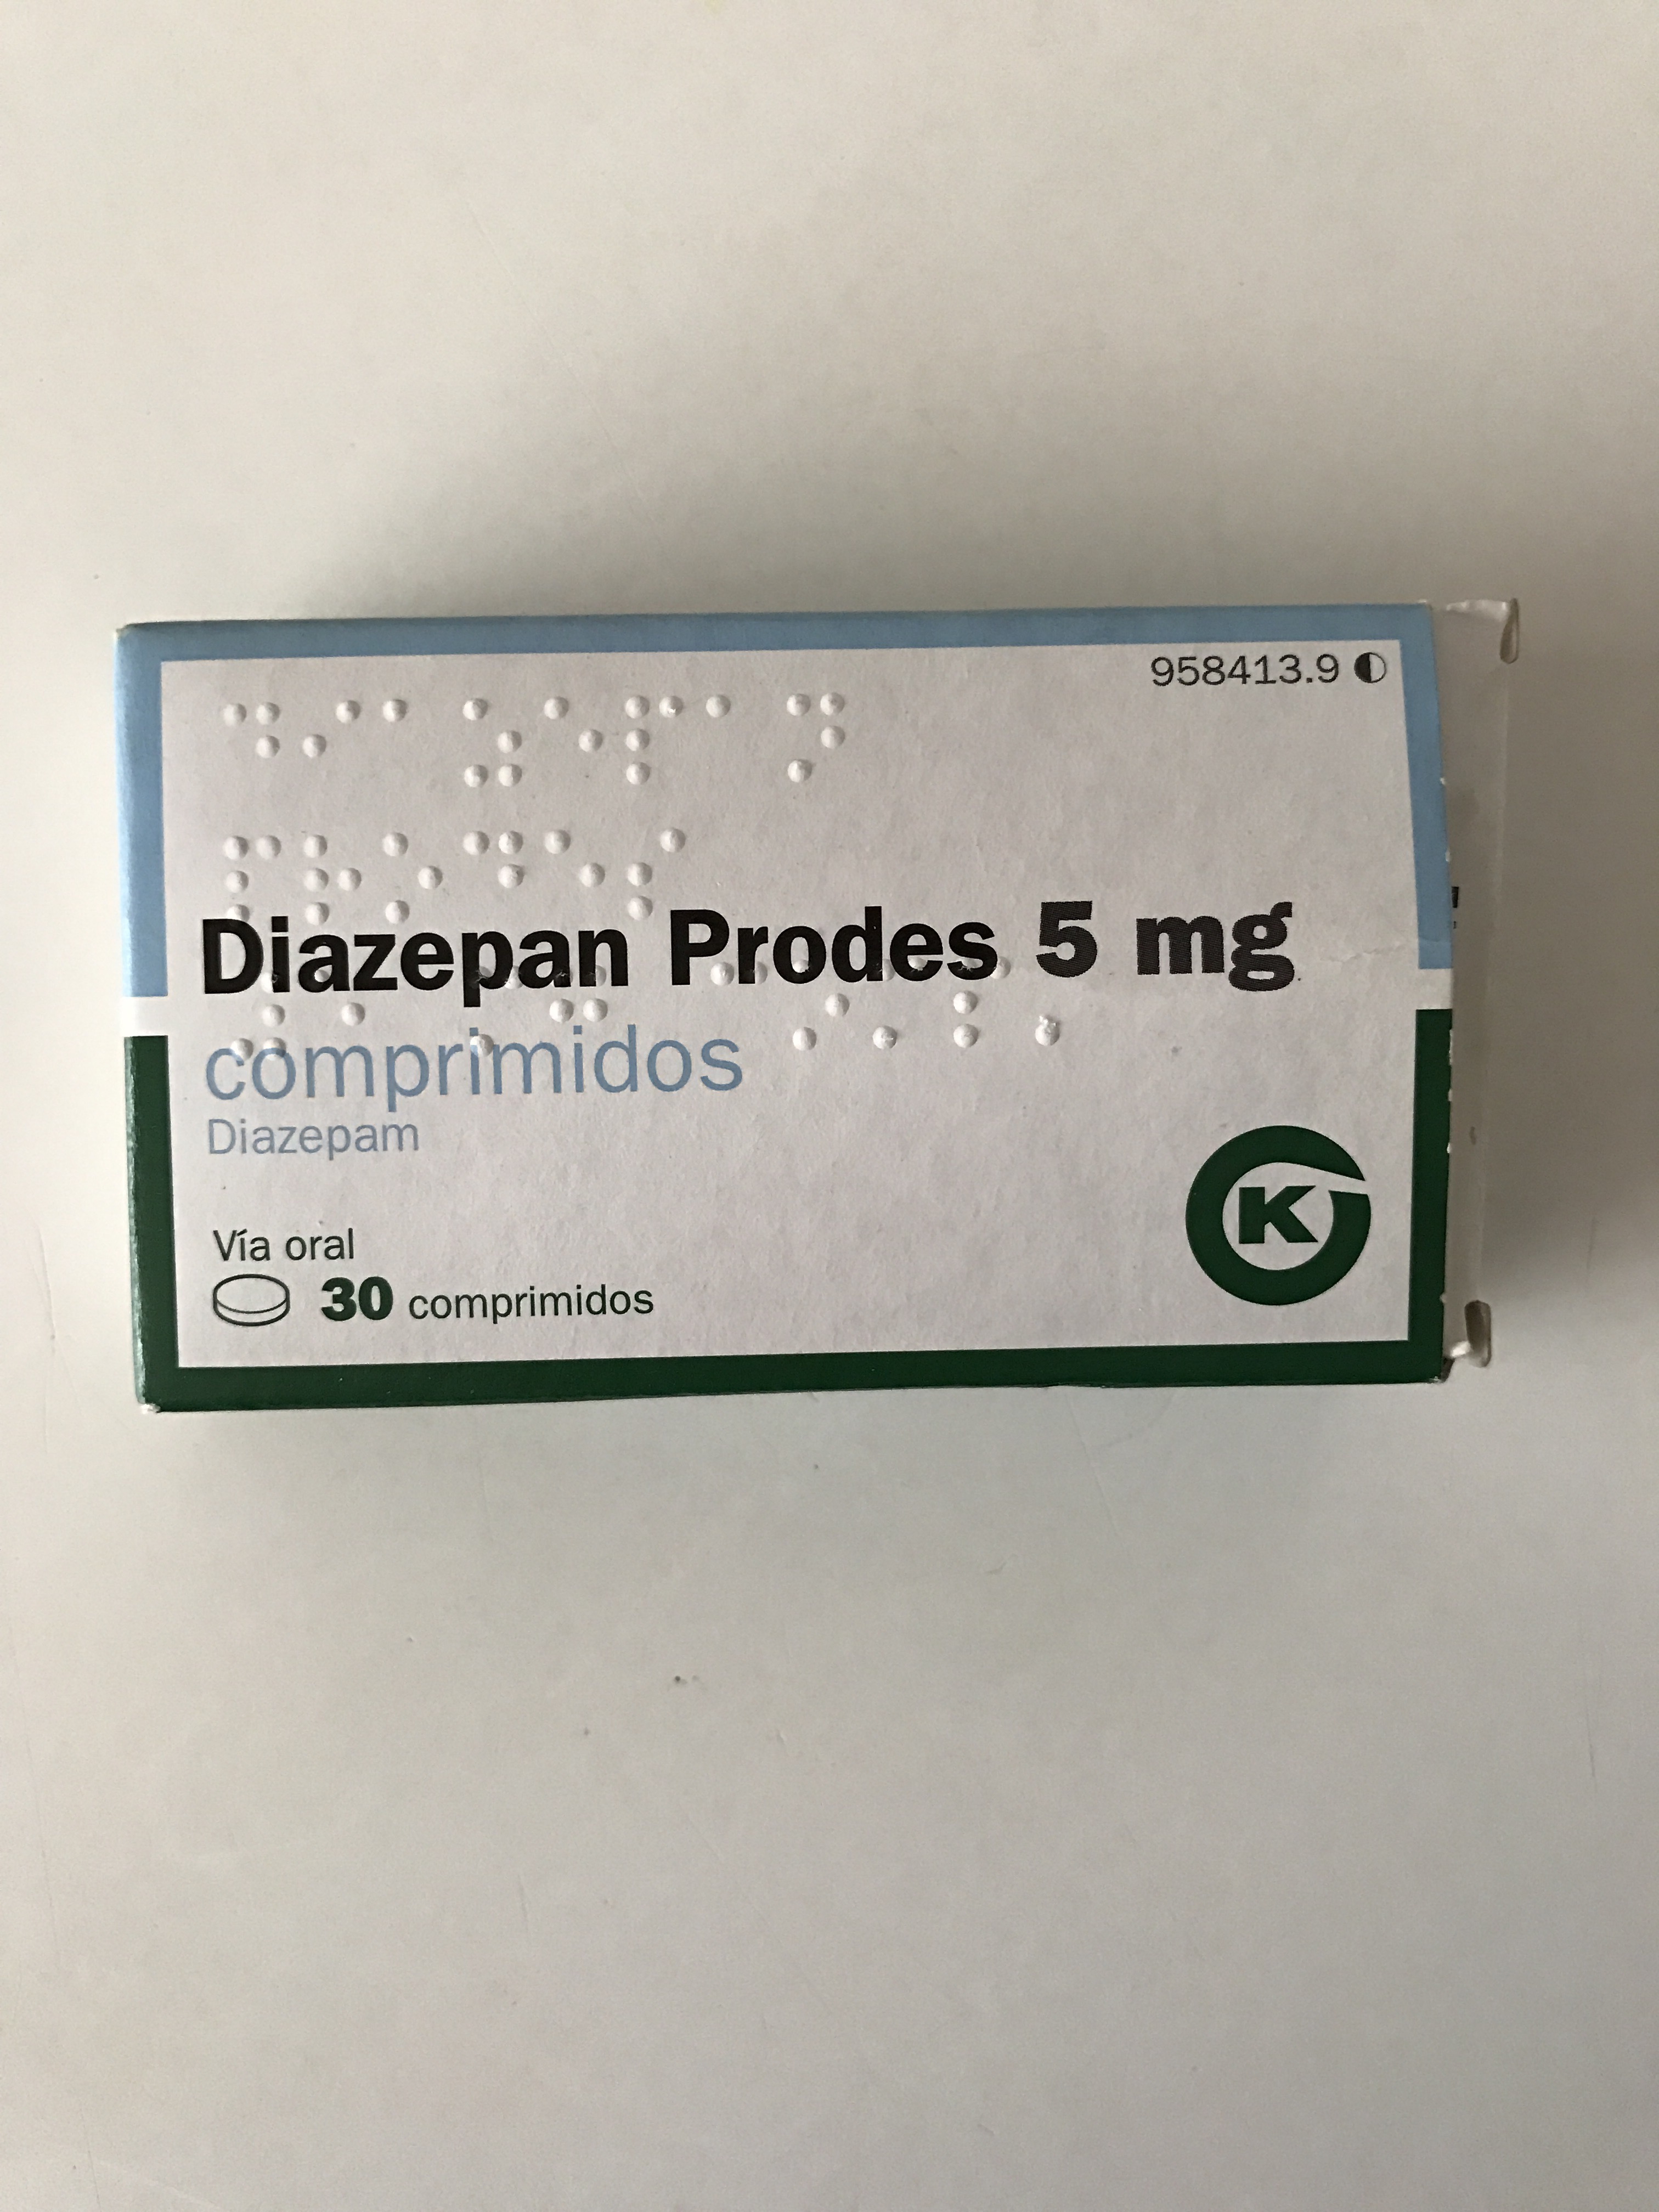 958413.9
⠙⠊⠁⠵⠑⠏⠁⠝
⠏⠗⠕⠙⠑⠎
Diazepan Prodes 5 mg
comprimidos
Diazepam
Vía oral
30 comprimidos
K